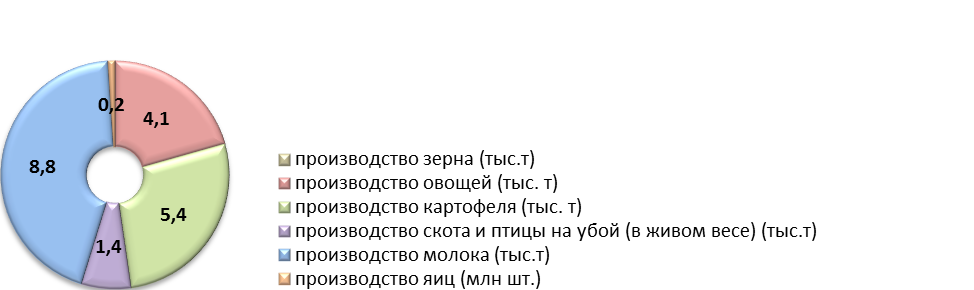 0,2
4,1
8,8
5,4
1,4
производство зерна (тыс.т)
производство овощей (тыс. т)
производство картофеля (тыс. т)
производство скота и птицы на убой (в живом весе) (тыс.т)
производство молока (тыс.т)
производство яиц (млн шт.)